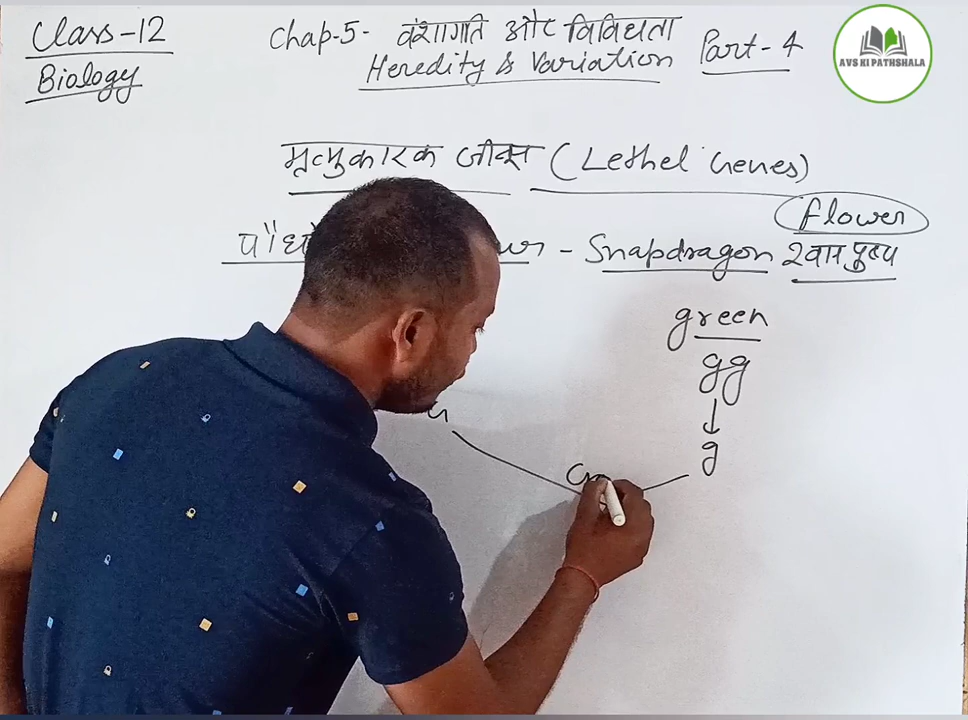 Class-12
Biology
Chap-5- वंशागति और विविधता
Heredity & Variation
Part-4
AVS KI PATHSHALA
मृत्युकारक जीन्स (Lethel Genes)
flower
- Snapdragon श्वान पुष्प
green
gg
g
G